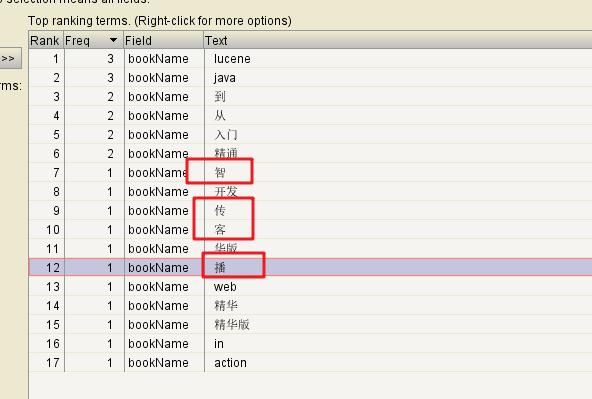 Top ranking terms. (Right-click for more options)
Rank Freq Field Text
>> 1 3 bookName lucene
2 3 bookName java
rms: 3 2 bookName 到
4 2 bookName 从
5 2 bookName 入门
6 2 bookName 精通
7 1 bookName 智
8 1 bookName 开发
9 1 bookName 传
10 1 bookName 客
11 1 bookName 华版
12 1 bookName 播
13 1 bookName web
14 1 bookName 精华
15 1 bookName 精华版
16 1 bookName in
17 1 bookName action